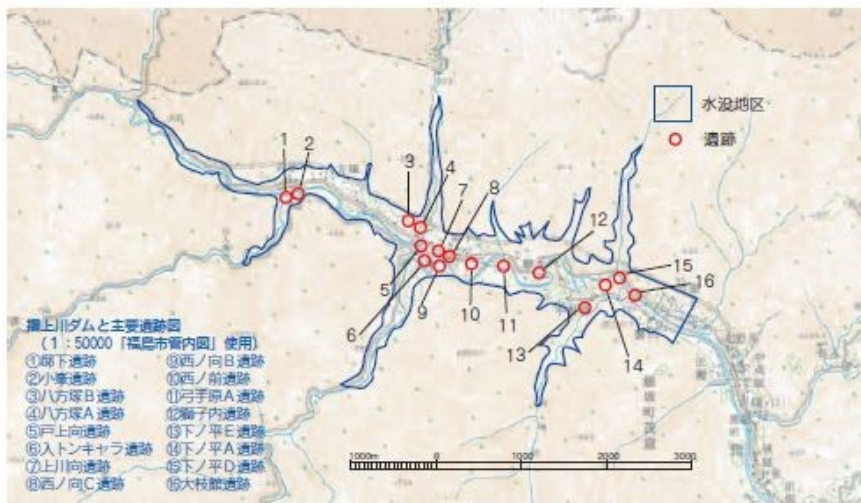 水没地区
遺跡
1
2
3
4
7
8
12
5
6
9
10
11
13
14
15
16
摺上川ダムと主要遺跡図
(1:50000「福島市管内図」使用)
①邸下遺跡 ⑨西ノ向B遺跡
②小峯遺跡 ⑩西ノ前遺跡
③八方塚B遺跡 ⑪弓手原A遺跡
④八方塚A遺跡 ⑫獅子内遺跡
⑤戸上向遺跡 ⑬下ノ平E遺跡
⑥入トンキャラ遺跡 ⑭下ノ平A遺跡
⑦上川向遺跡 ⑮下ノ平D遺跡
⑧西ノ向C遺跡 ⑯大枝館遺跡
1000m 0 1000 2000 3000
飯坂町茂庭